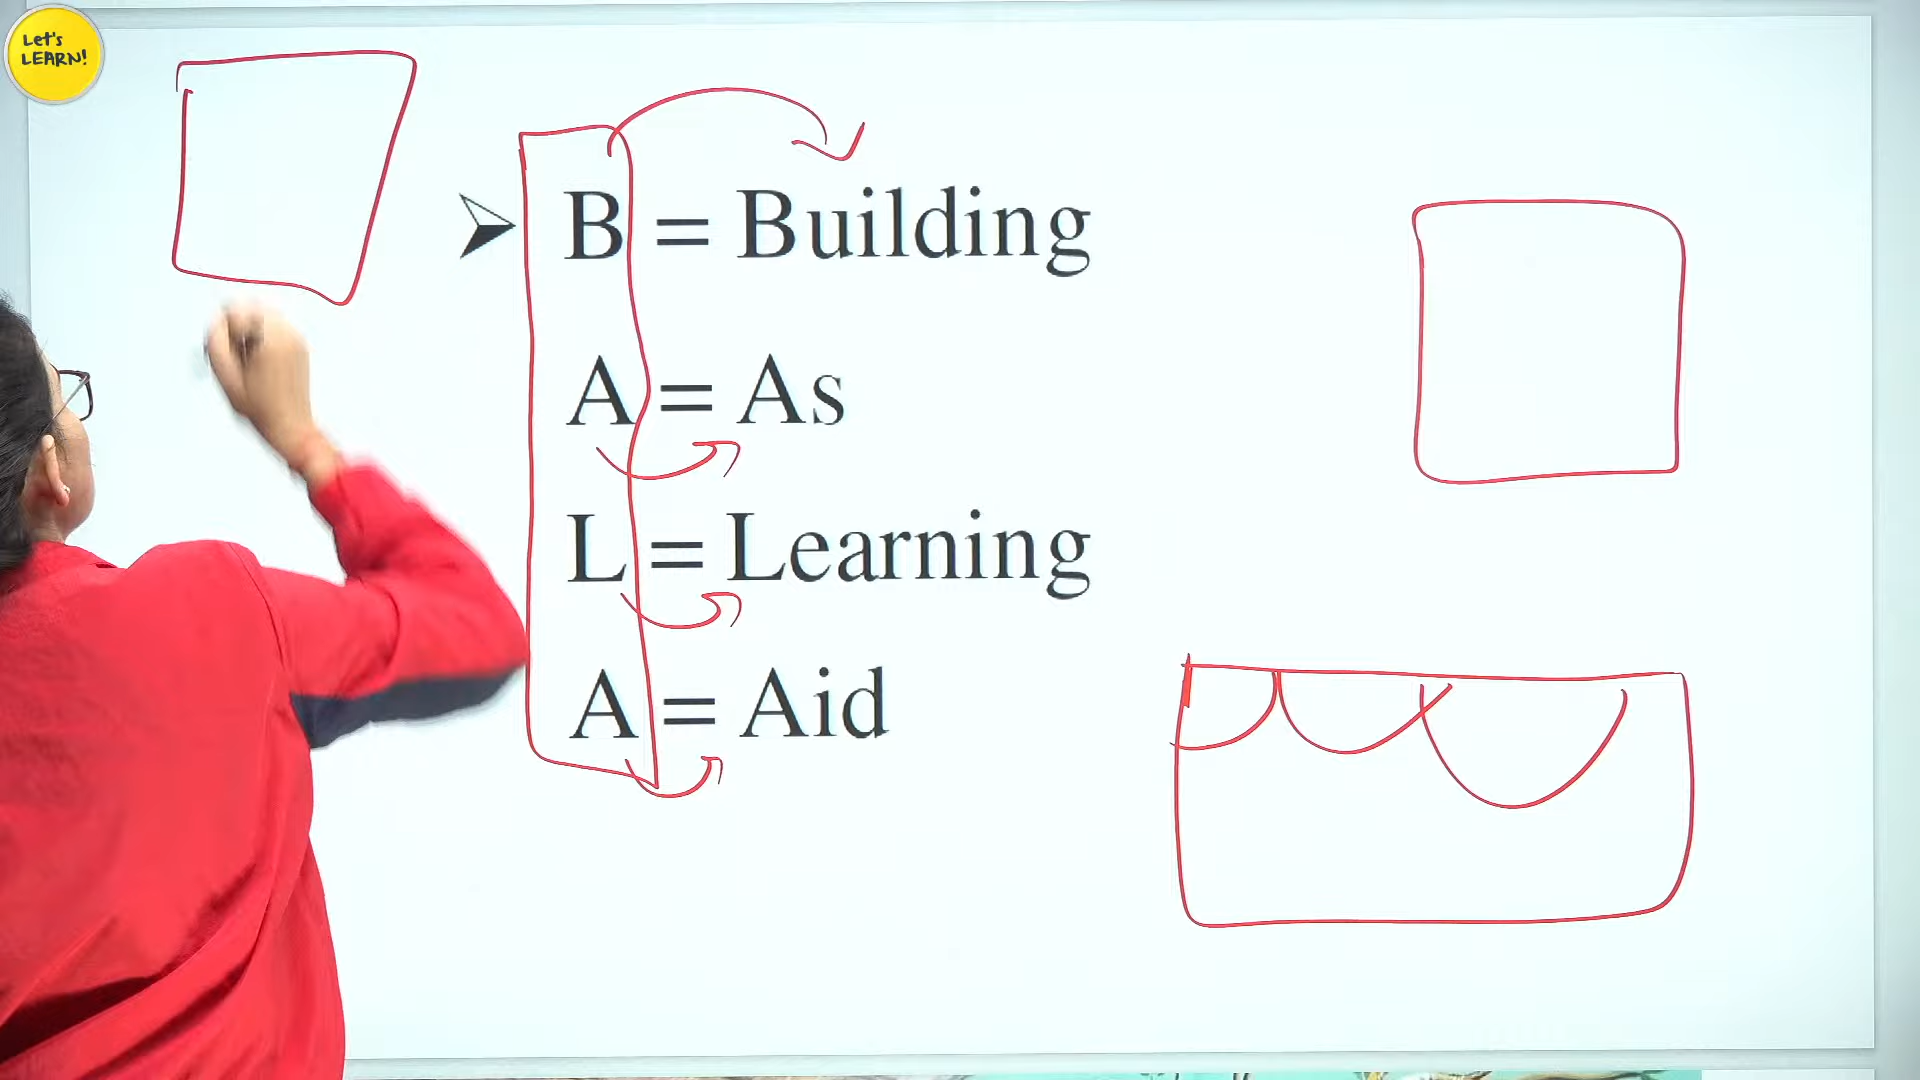 Let's
LEARN!
B = Building
A = As
L = Learning
A = Aid